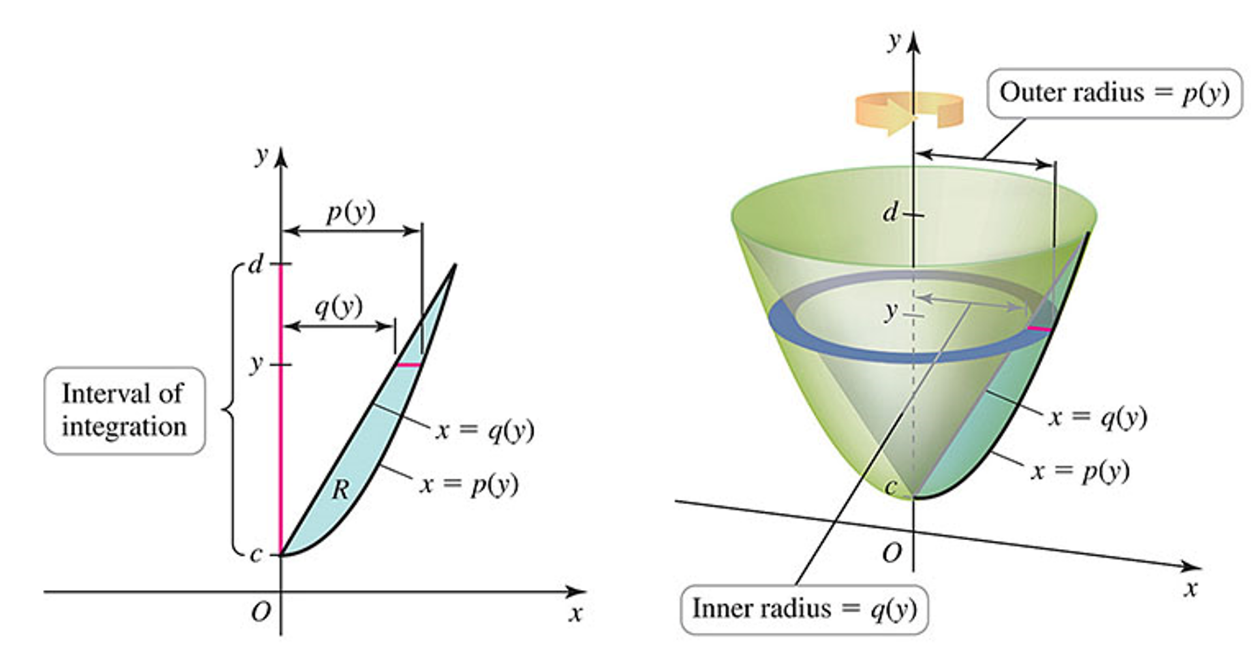 y
p(y)
d
q(y)
y
Interval of
integration
x = q(y)
R
x = p(y)
c
O
x
y
Outer radius = p(y)
d
y
x = q(y)
x = p(y)
c
O
x
Inner radius = q(y)